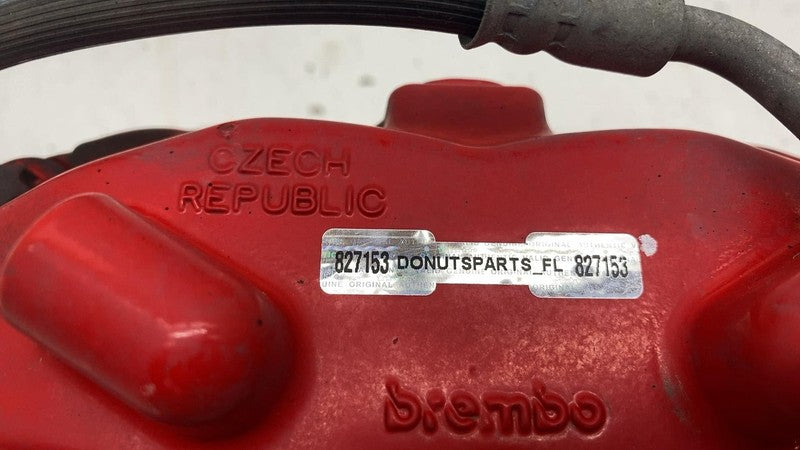 CZECH
REPUBLIC
827153 DONUTSPARTS_FL 827153
brembo